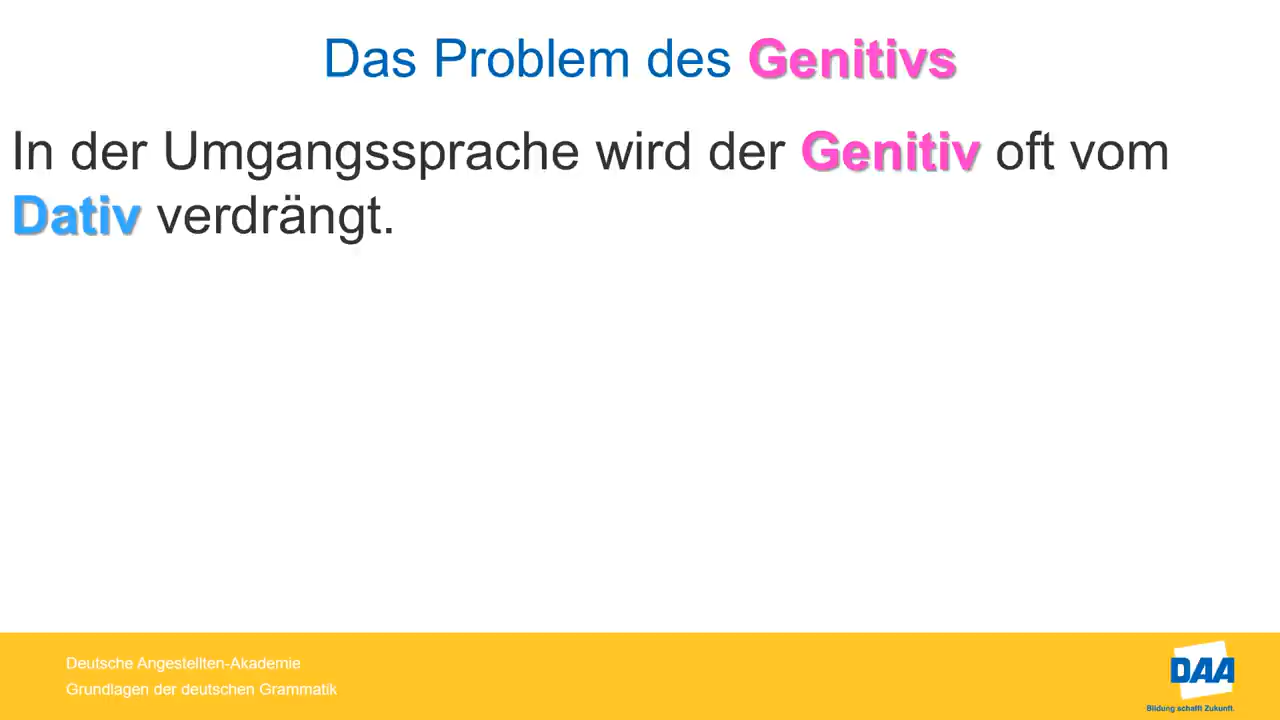 Das Problem des Genitivs
In der Umgangssprache wird der Genitiv oft vom
Dativ verdrängt.
Deutsche Angestellten-Akademie
Grundlagen der deutschen Grammatik
DAA
Bildung schafft Zukunft.